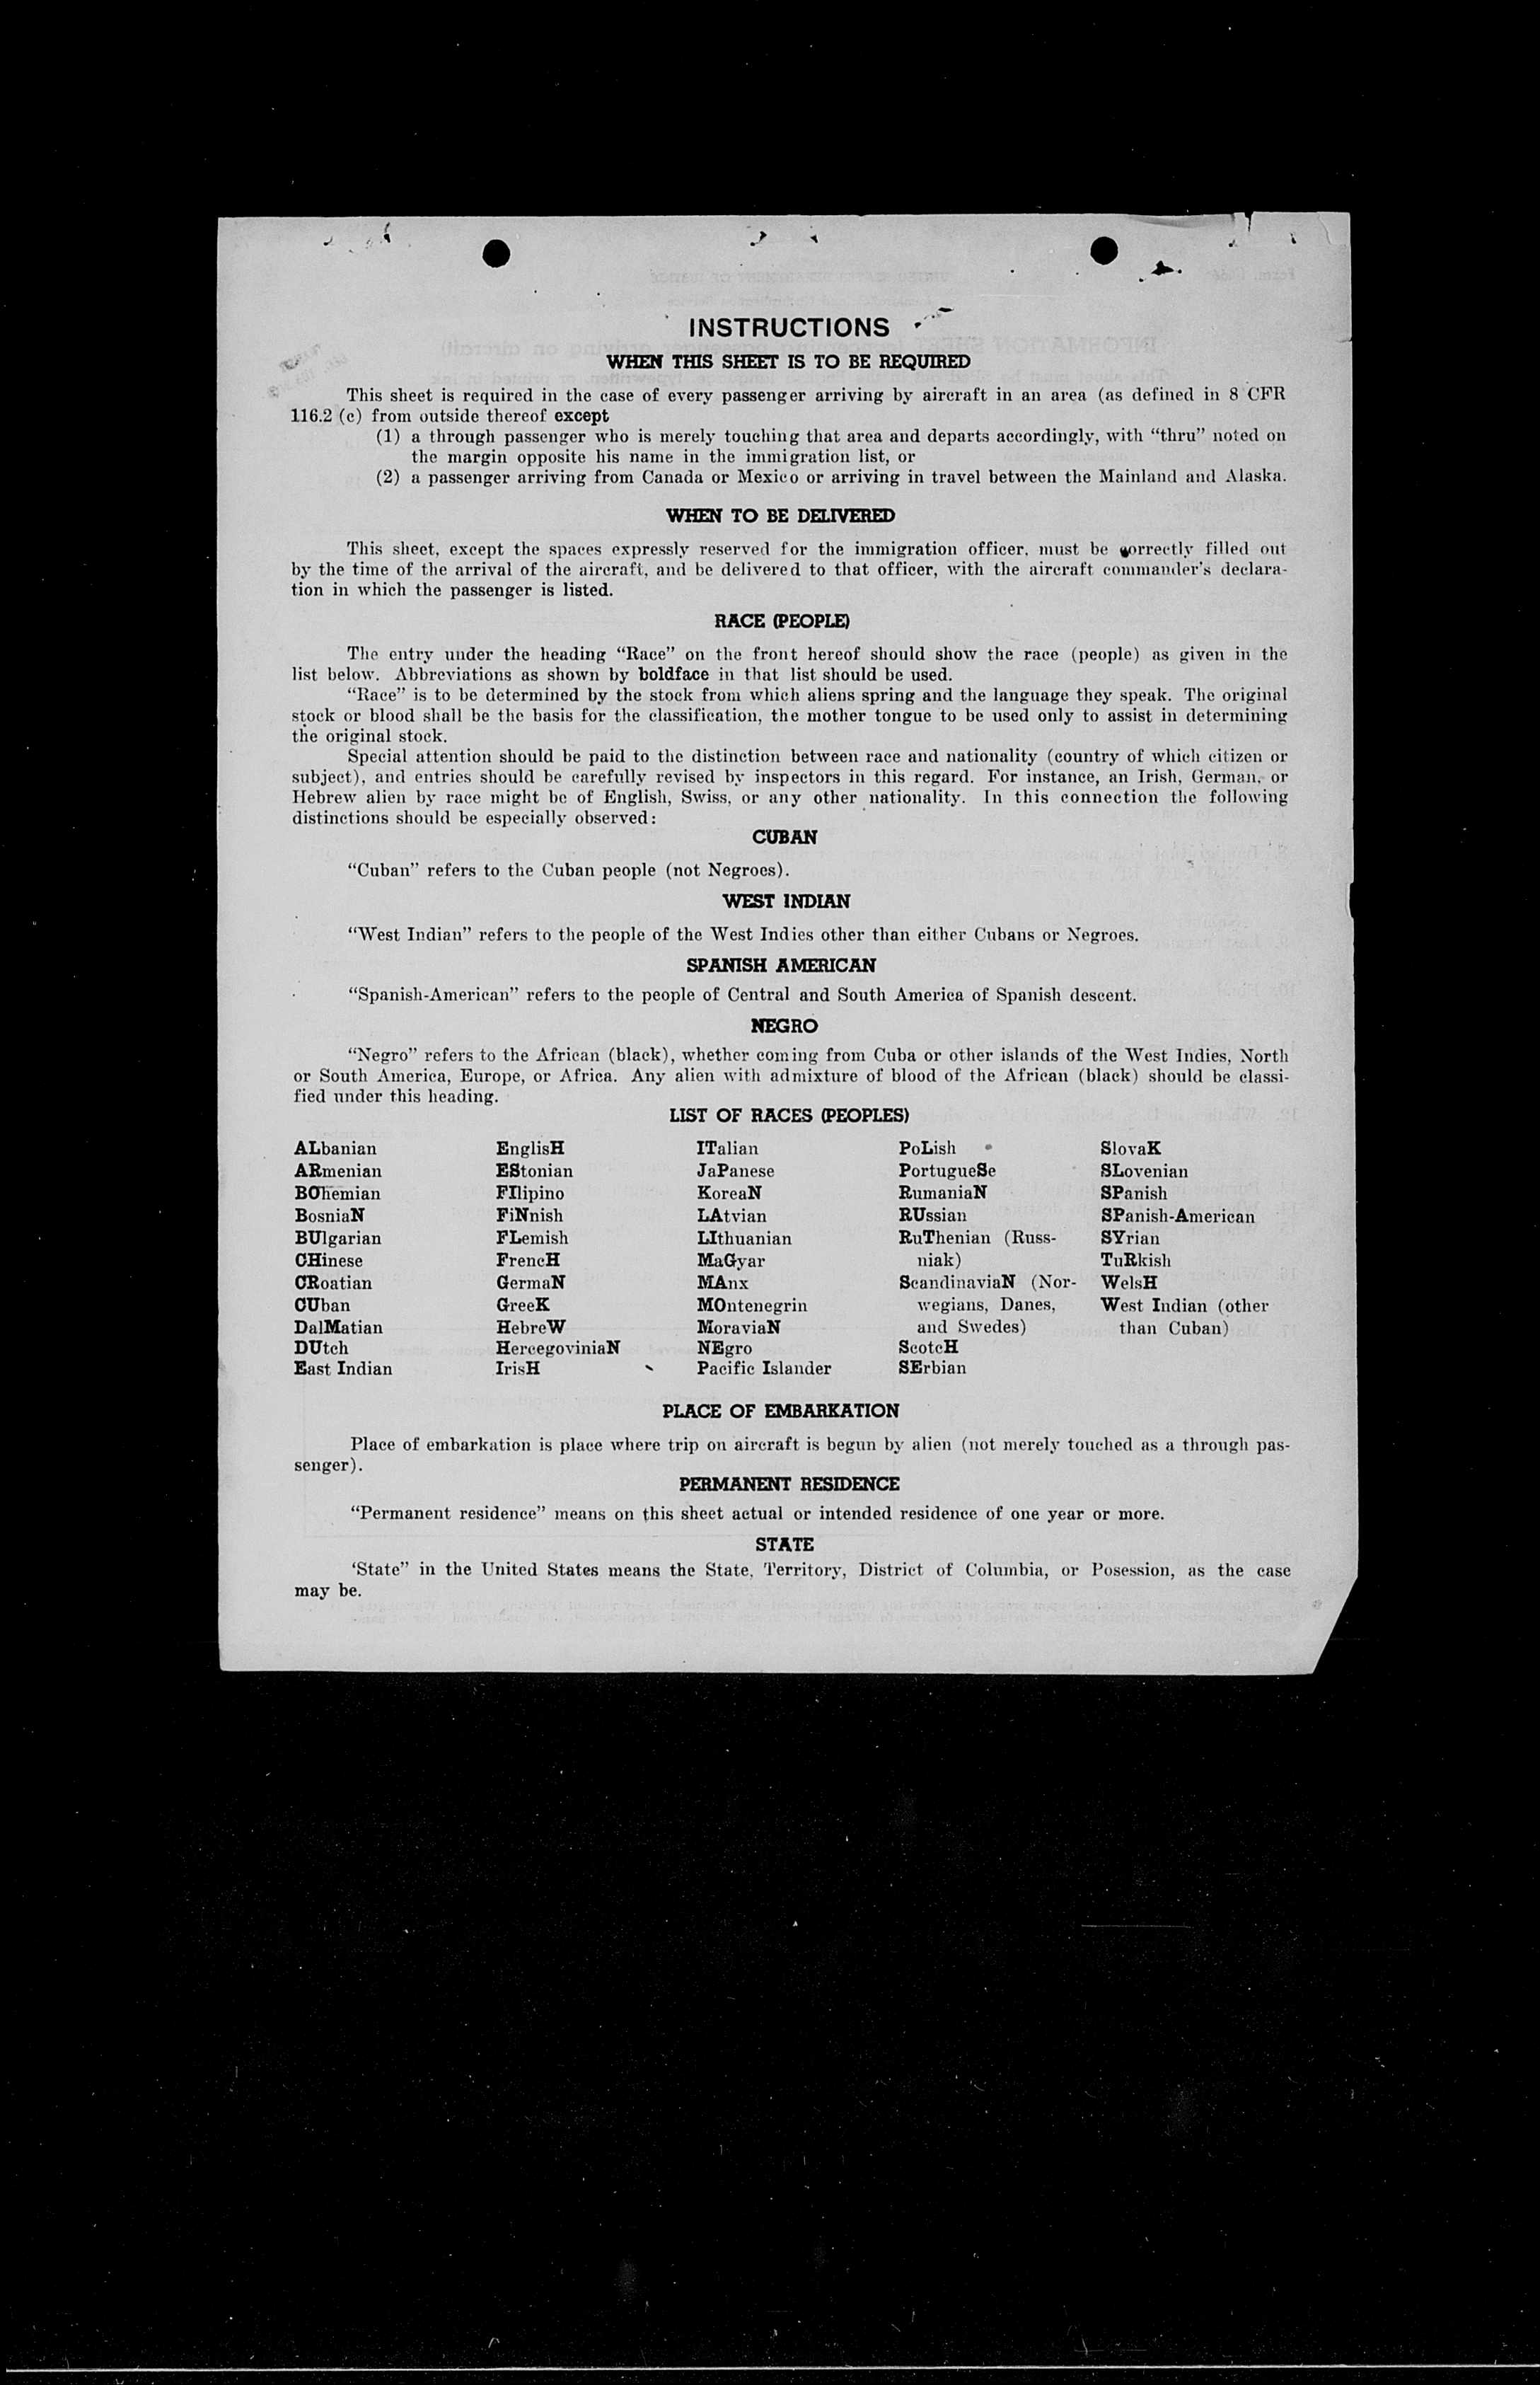 INSTRUCTIONS
WHEN THIS SHEET IS TO BE REQUIRED
This sheet is required in the case of every passenger arriving by aircraft in an area (as defined in 8 CFR
116.2 (c) from outside thereof except
(1) a through passenger who is merely touching that area and departs accordingly, with “thru” noted on
the margin opposite his name in the immigration list, or
(2) a passenger arriving from Canada or Mexico or arriving in travel between the Mainland and Alaska.
WHEN TO BE DELIVERED
This sheet, except the spaces expressly reserved for the immigration officer, must be correctly filled out
by the time of the arrival of the aircraft, and be delivered to that officer, with the aircraft commander's declara-
tion in which the passenger is listed.
RACE (PEOPLE)
The entry under the heading “Race” on the front hereof should show the race (people) as given in the
list below. Abbreviations as shown by boldface in that list should be used.
“Race” is to be determined by the stock from which aliens spring and the language they speak. The original
stock or blood shall be the basis for the classification, the mother tongue to be used only to assist in determining
the original stock.
Special attention should be paid to the distinction between race and nationality (country of which citizen or
subject), and entries should be carefully revised by inspectors in this regard. For instance, an Irish, German, or
Hebrew alien by race might be of English, Swiss, or any other nationality. In this connection the following
distinctions should be especially observed:
CUBAN
“Cuban” refers to the Cuban people (not Negroes).
WEST INDIAN
“West Indian” refers to the people of the West Indies other than either Cubans or Negroes.
SPANISH AMERICAN
“Spanish-American” refers to the people of Central and South America of Spanish descent.
NEGRO
“Negro” refers to the African (black), whether coming from Cuba or other islands of the West Indies, North
or South America, Europe, or Africa. Any alien with admixture of blood of the African (black) should be classi-
fied under this heading.
LIST OF RACES (PEOPLES)
ALbanian
ARmenian
BOhemian
BosniaN
BUlgarian
CHinese
CRoatian
CUban
DalMatian
DUtch
East Indian
EnglisH
EStonian
FIlipino
FiNnish
FLemish
FrencH
GermaN
GreeK
HebreW
HercegoviniaN
IrisH
ITalian
JaPanese
KoreaN
LAtvian
LIthuanian
MaGyar
MAnx
MOntenegrin
MoraviaN
NEgro
Pacific Islander
PoLish
PortugueSe
RumaniaN
RUssian
RuThenian (Russ-
niak)
ScandinaviaN (Nor-
wegians, Danes,
and Swedes)
ScotcH
SErbian
SlovaK
SLovenian
SPanish
SPanish-American
SYrian
TuRkish
WelsH
West Indian (other
than Cuban)
PLACE OF EMBARKATION
Place of embarkation is place where trip on aircraft is begun by alien (not merely touched as a through pas-
senger).
PERMANENT RESIDENCE
“Permanent residence” means on this sheet actual or intended residence of one year or more.
STATE
‘State” in the United States means the State, Territory, District of Columbia, or Posession, as the case
may be.